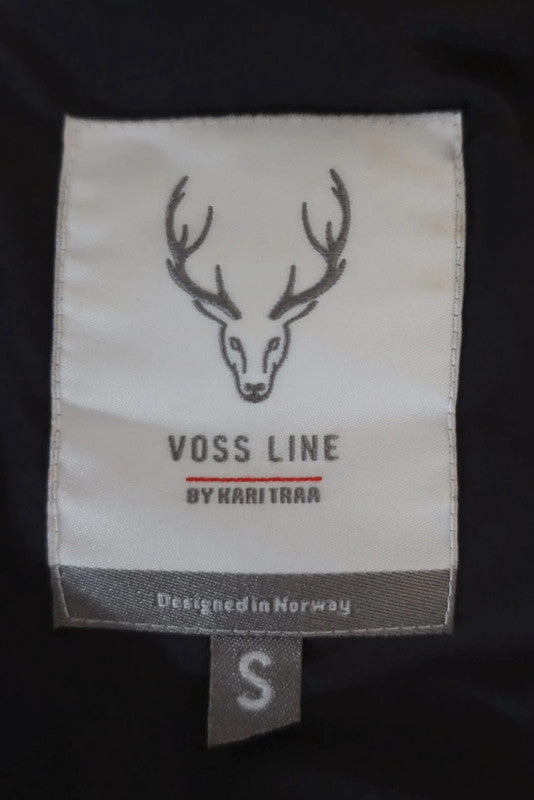 VOSS LINE
BY KARI TRAA
Designed in Norway
S